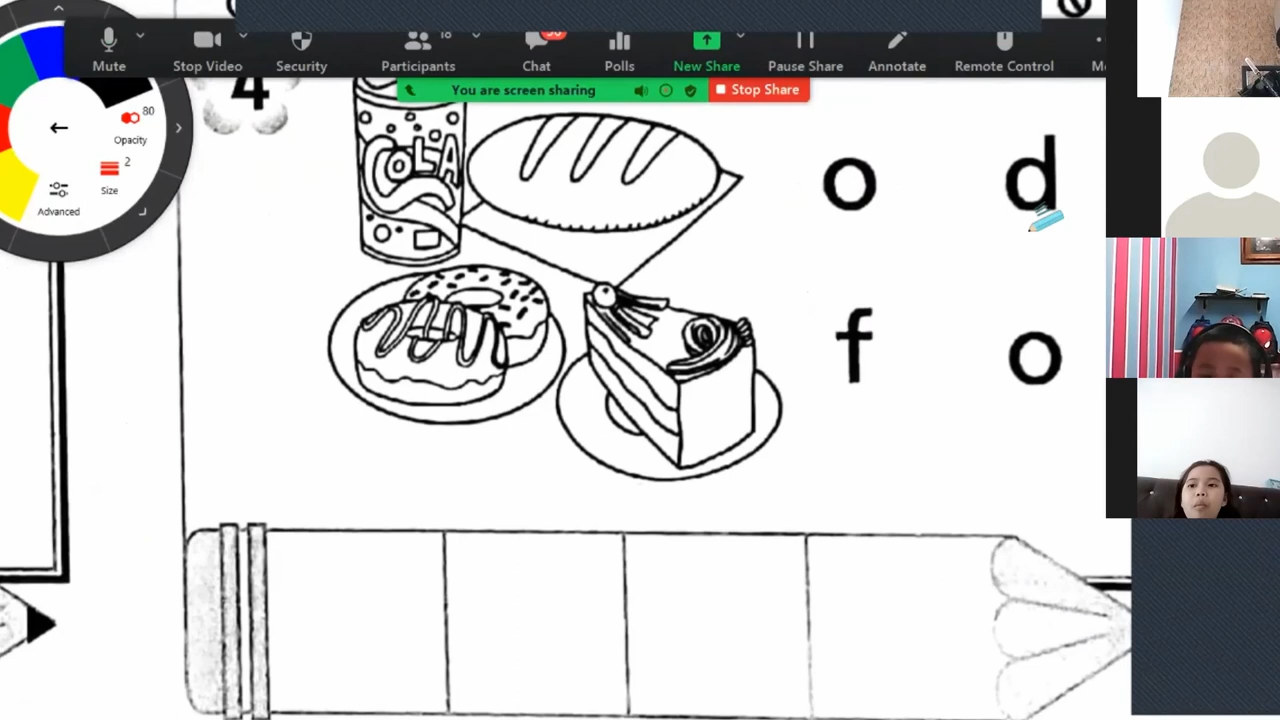 Mute
Stop Video
Security
Participants
18
Chat
Polls
New Share
Pause Share
Annotate
Remote Control
You are screen sharing
Stop Share
80
Opacity
2
Size
Advanced
4
COLA
o d
f o